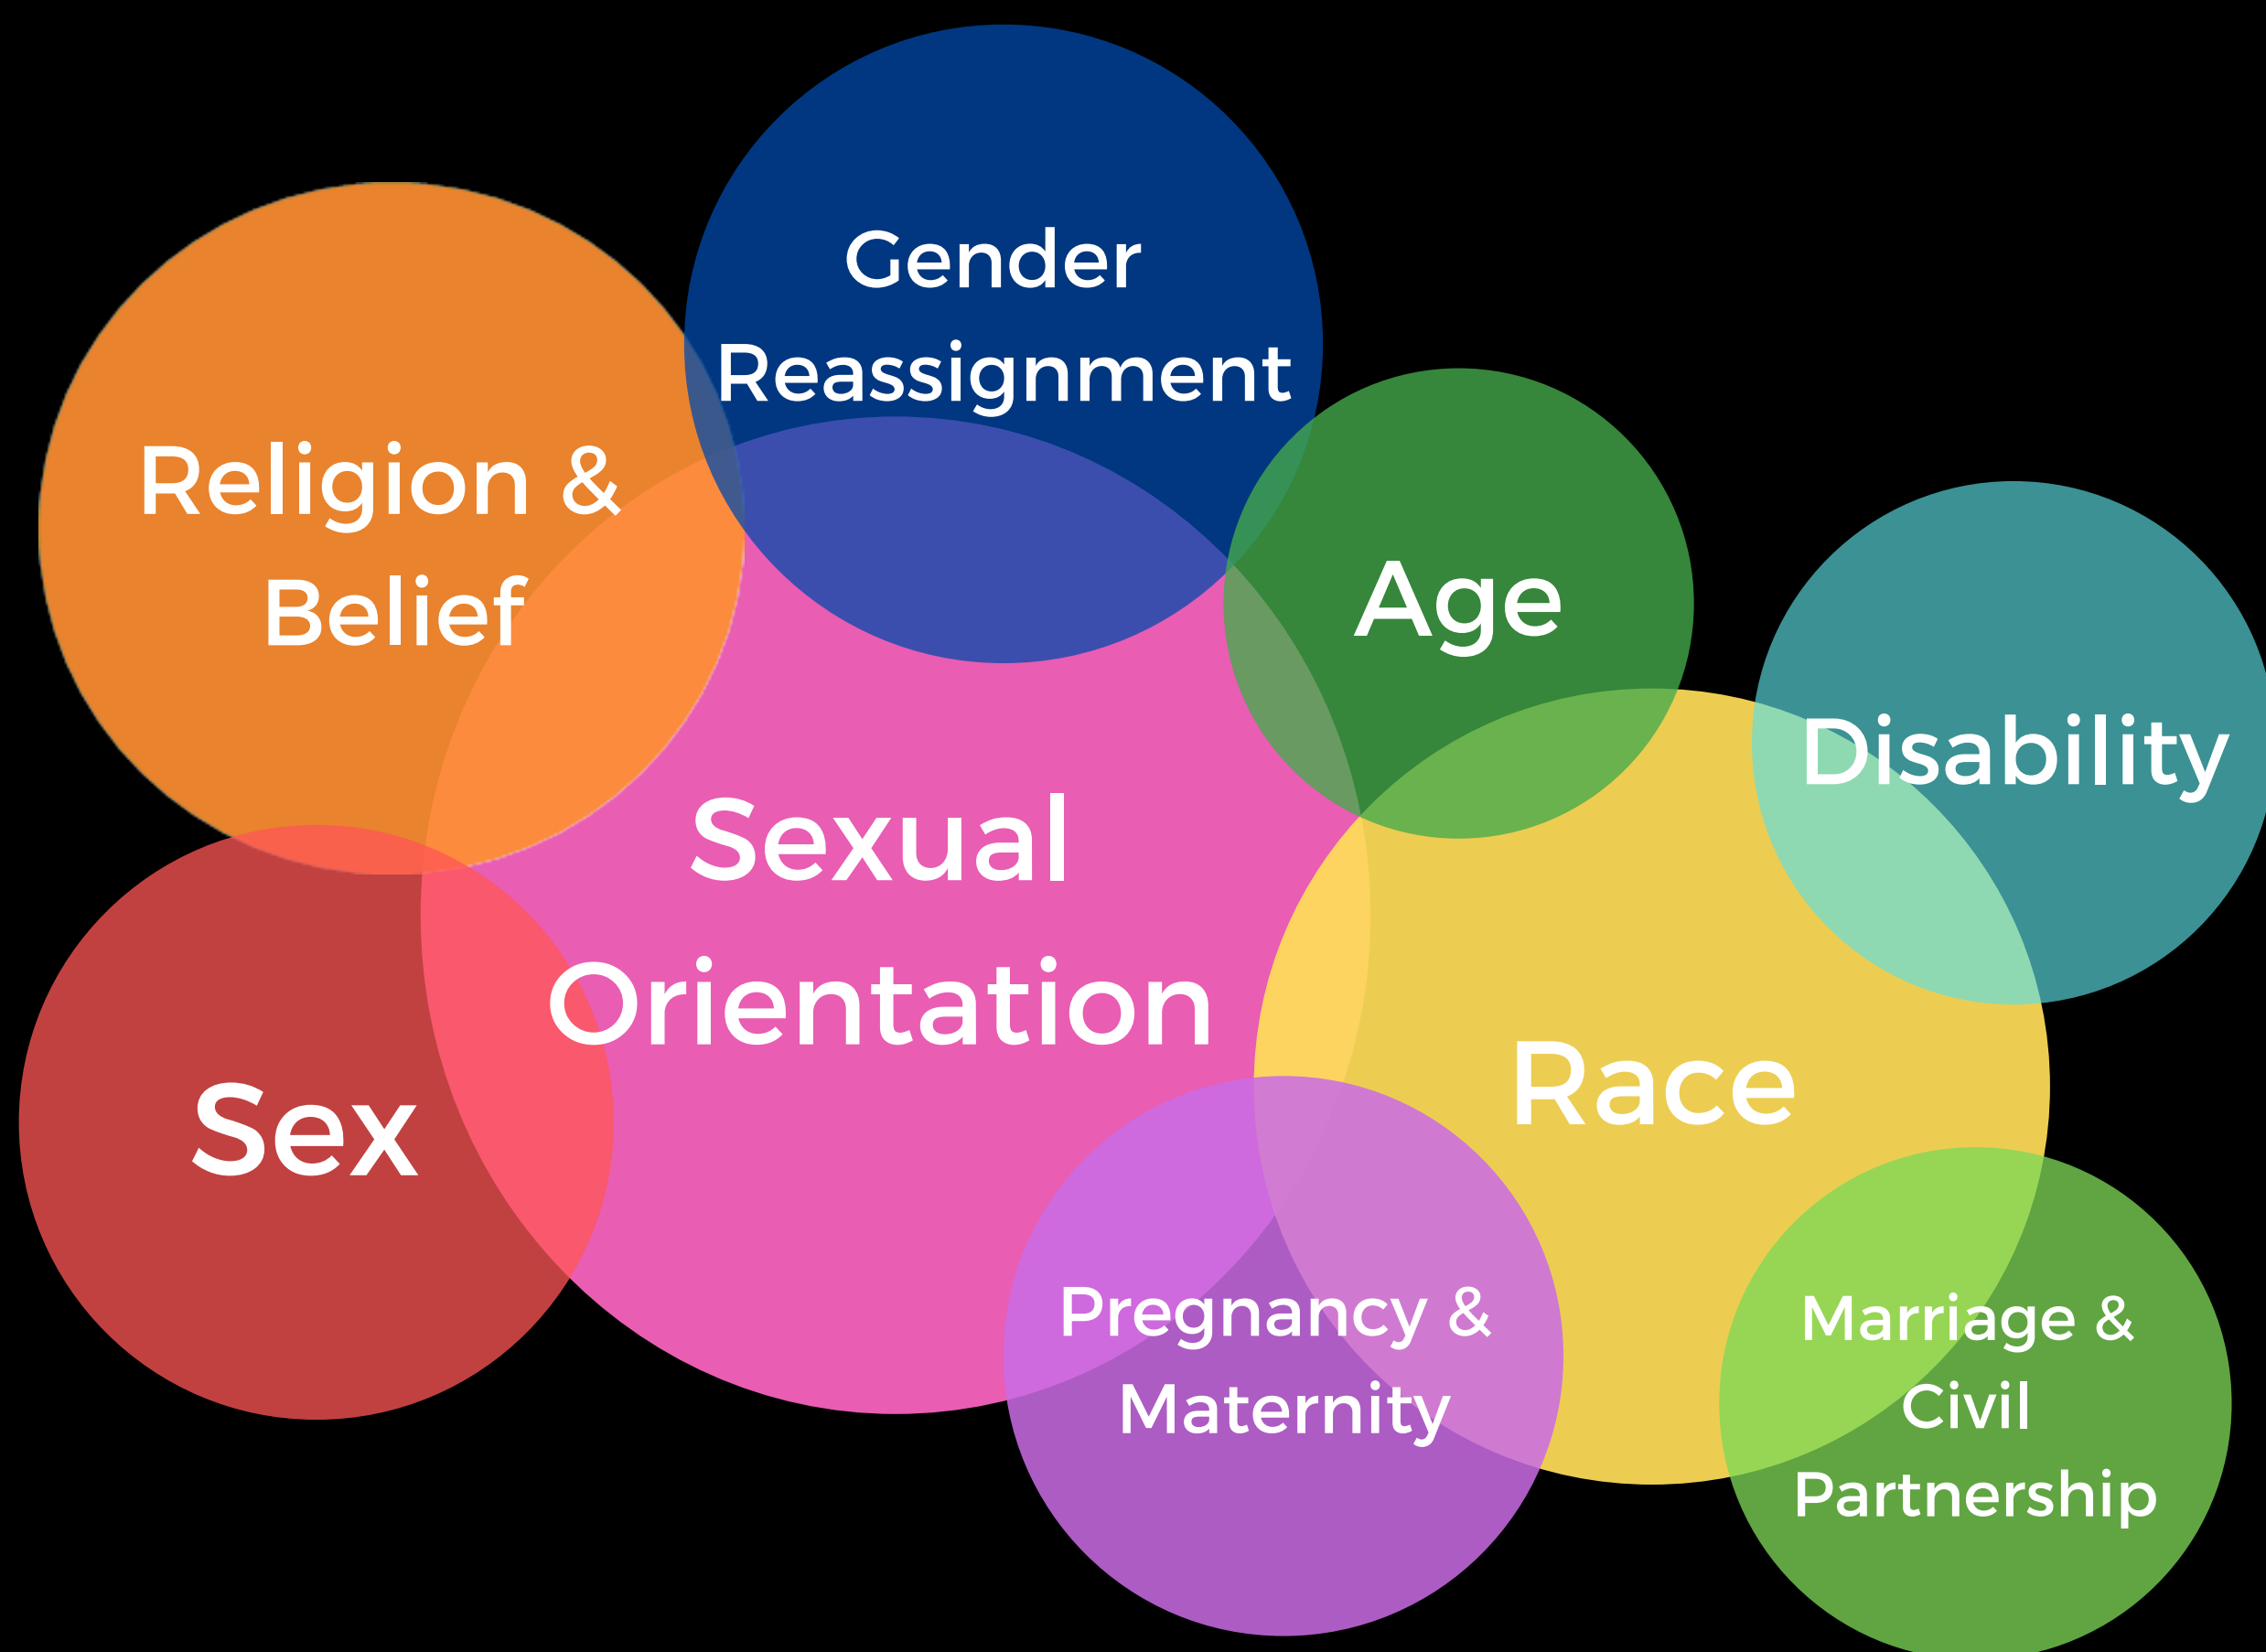 Gender
Reassignment
Religion &
Belief
Age
Disability
Sexual
Orientation
Race
Sex
Pregnancy &
Maternity
Marriage &
Civil
Partnership